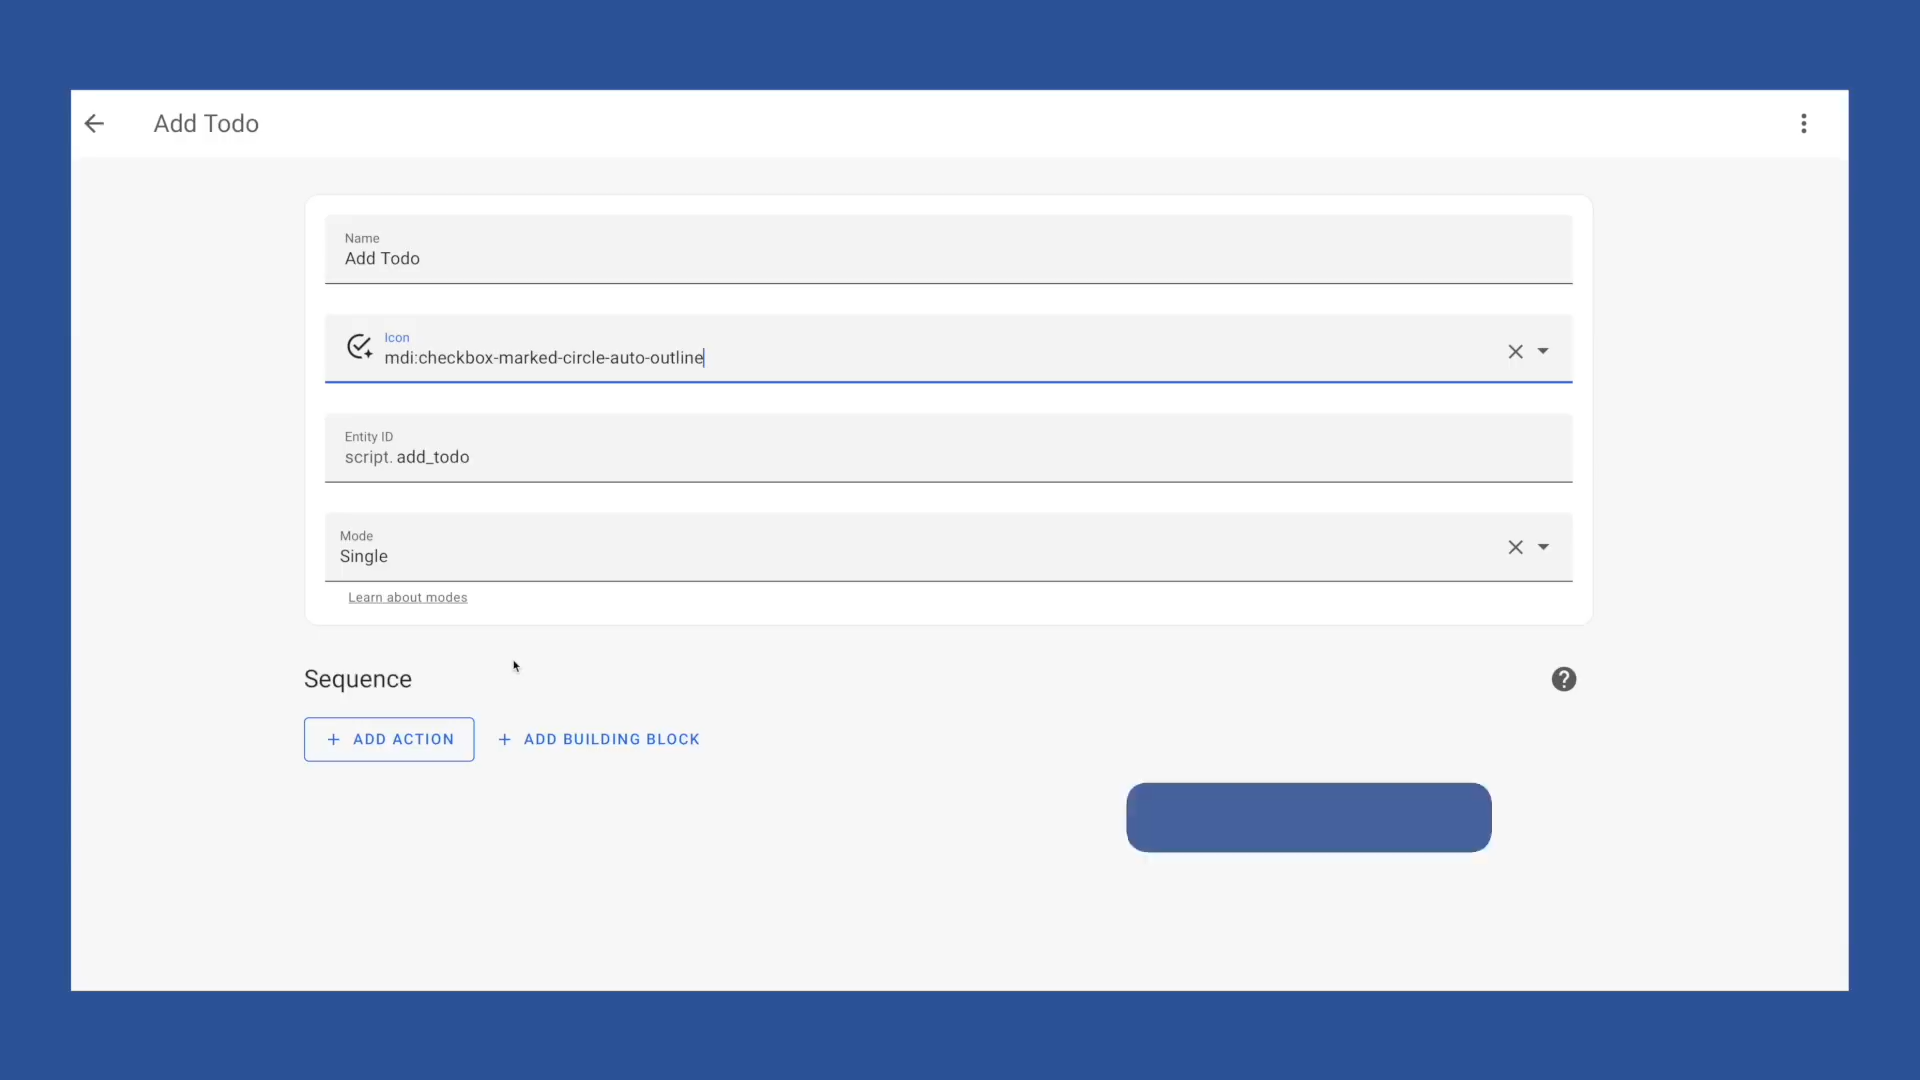 Add Todo
Name
Add Todo
Icon
mdi:checkbox-marked-circle-auto-outline
Entity ID
script. add_todo
Mode
Single
Learn about modes
Sequence
+ ADD ACTION + ADD BUILDING BLOCK